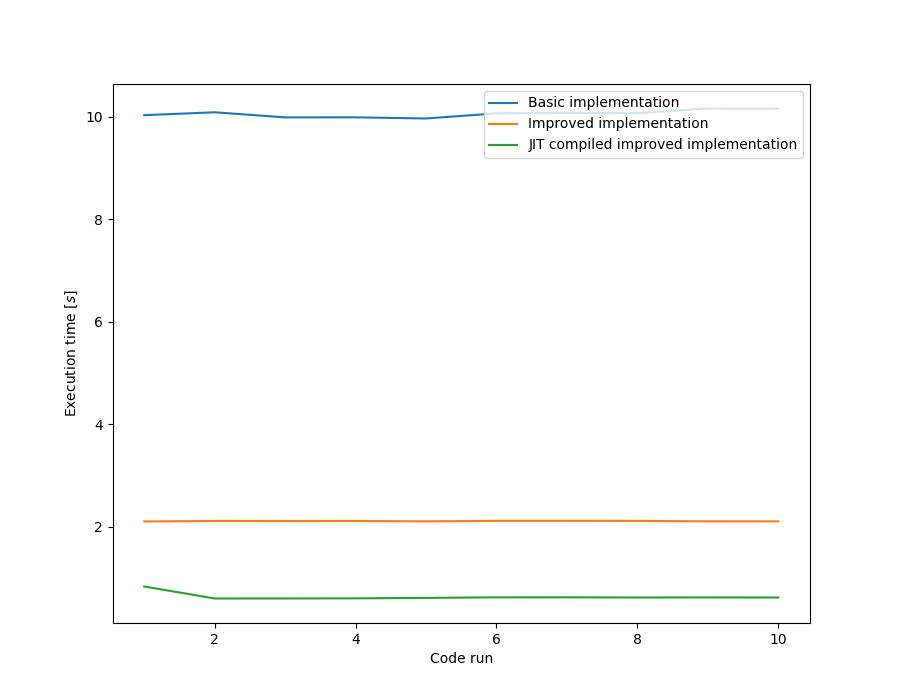 Basic implementation
Improved implementation
JIT compiled improved implementation
10
8
6
4
2
Execution time [s]
2 4 6 8 10
Code run